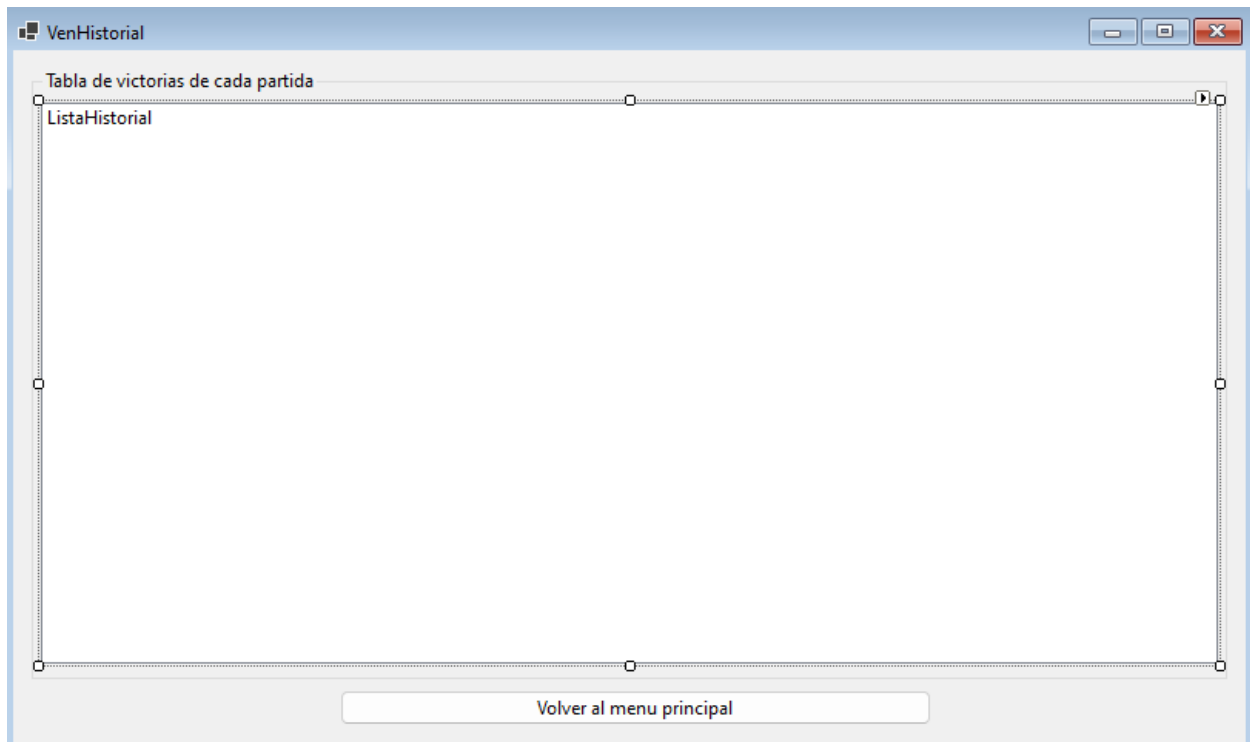 VenHistorial
Tabla de victorias de cada partida
ListaHistorial
Volver al menu principal